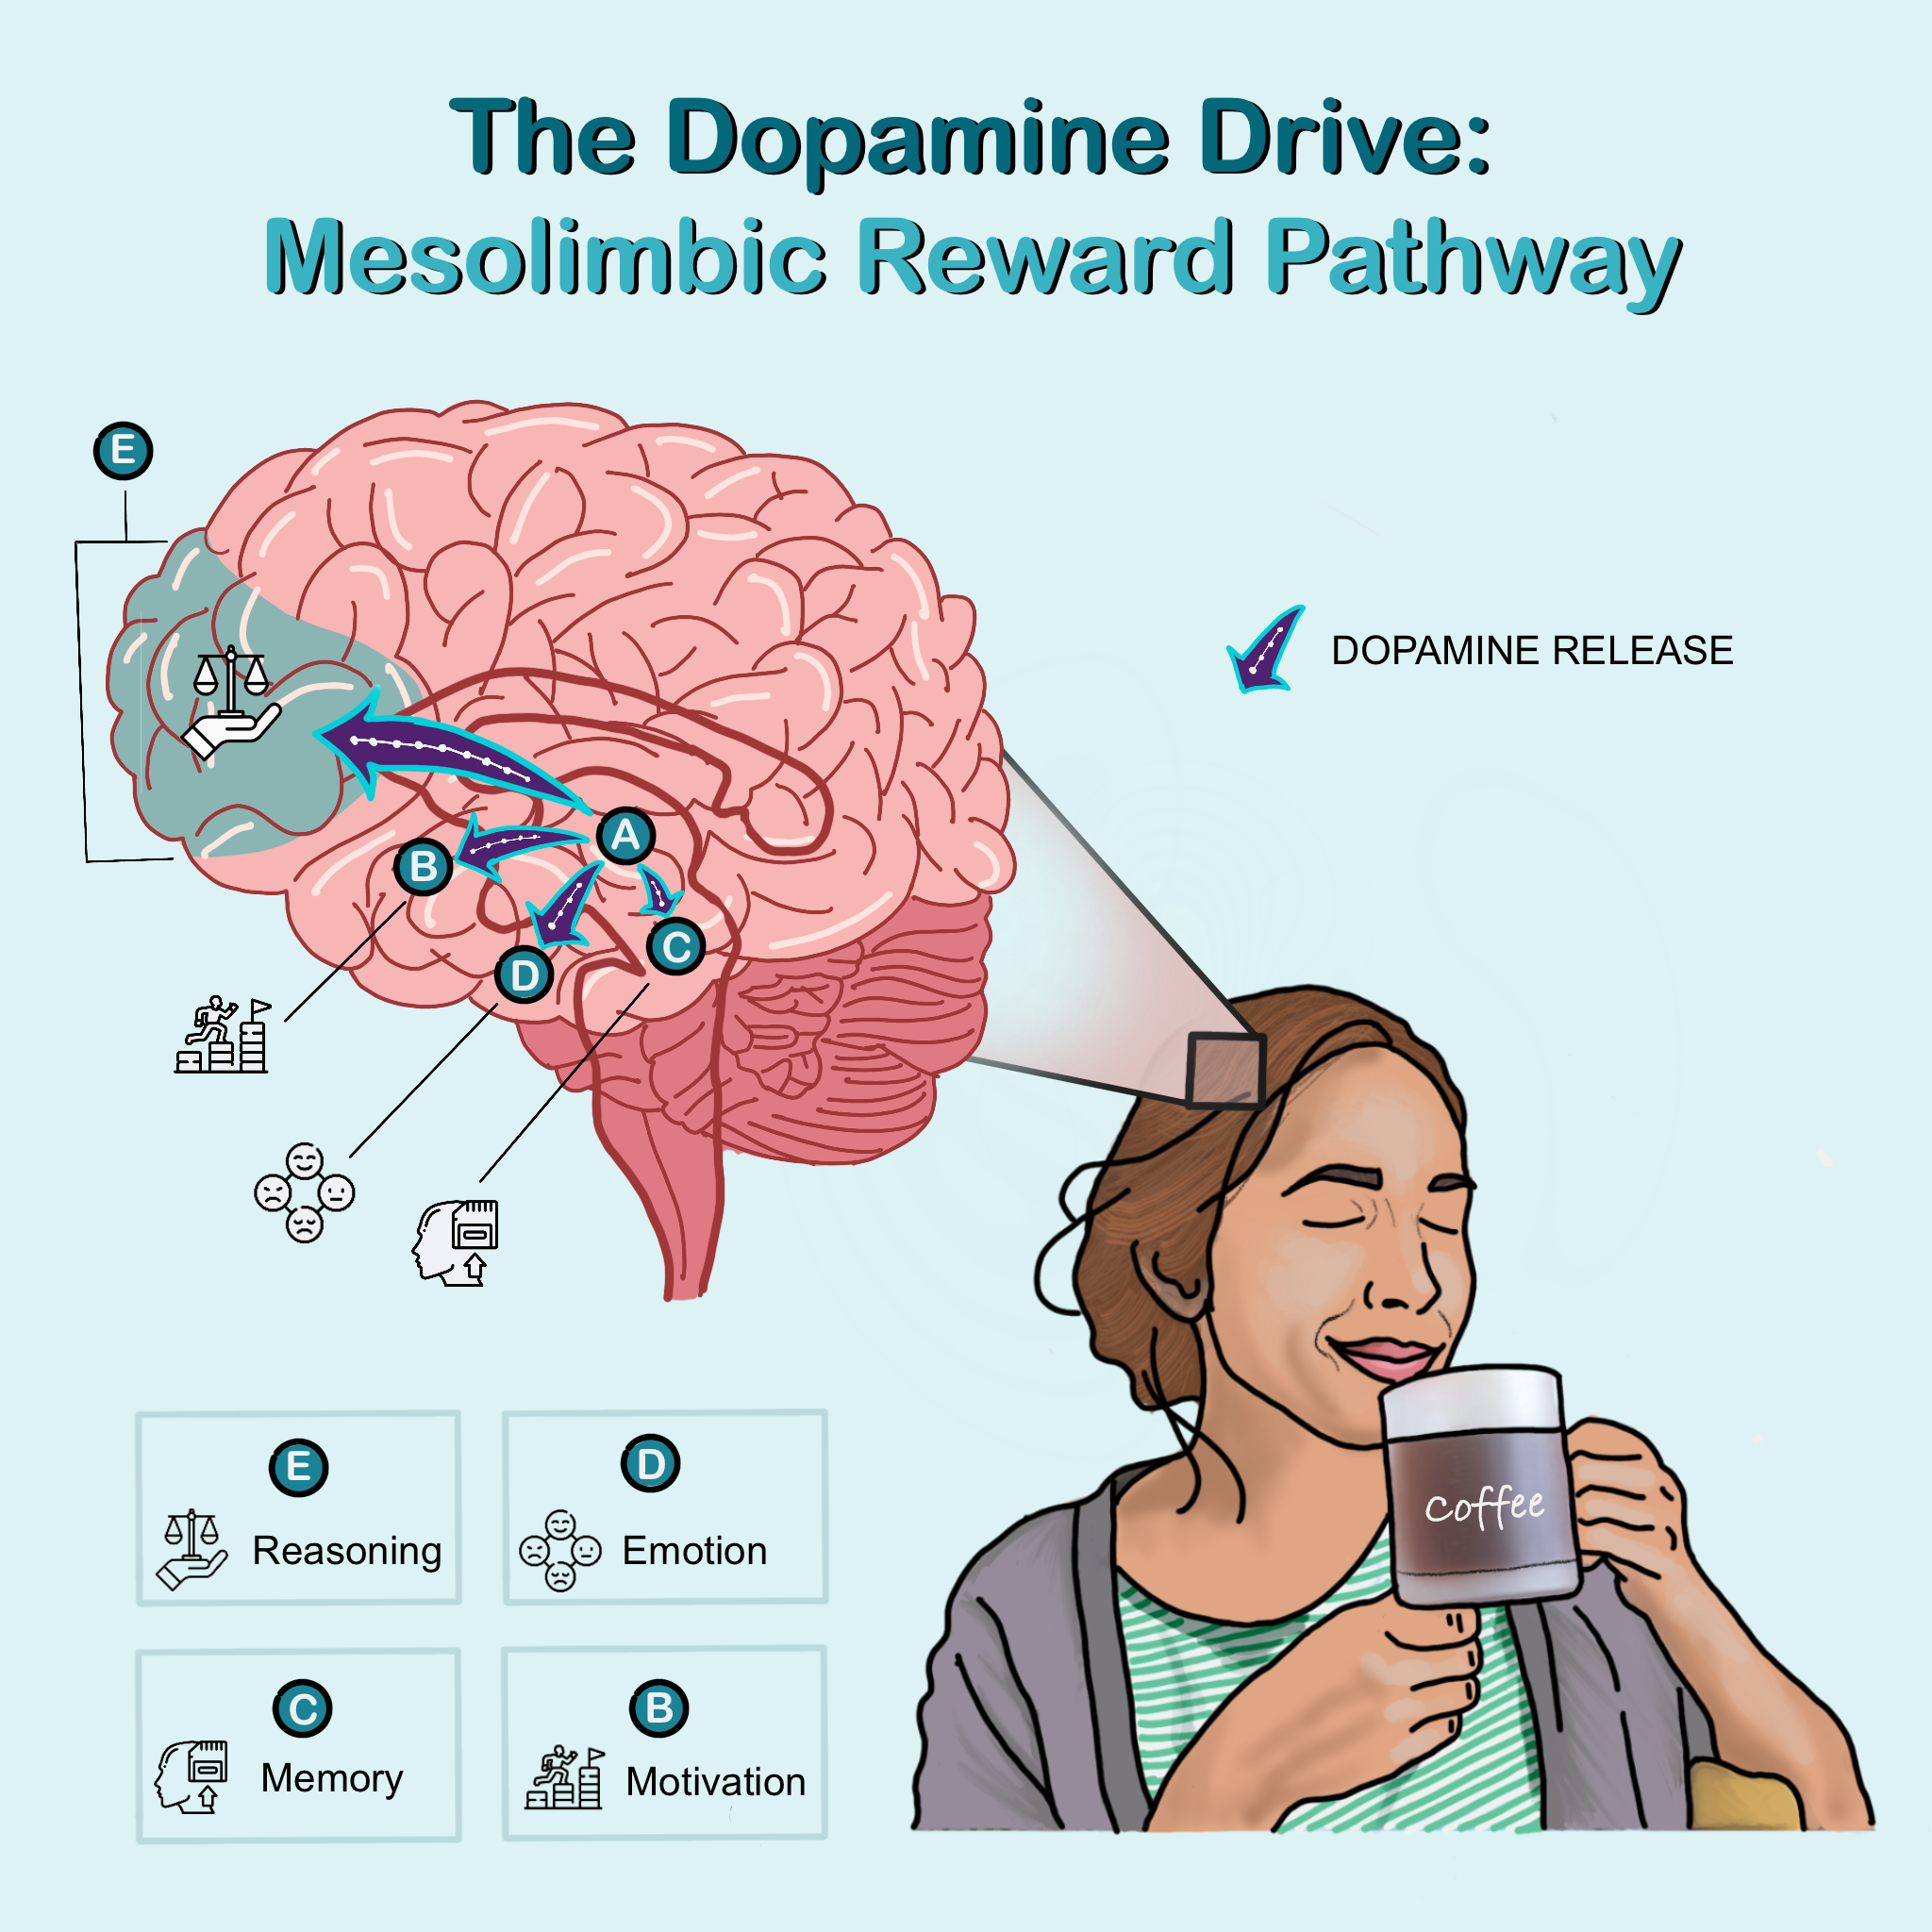 The Dopamine Drive:
Mesolimbic Reward Pathway
E
DOPAMINE RELEASE
A
B
C
D
E
Reasoning
D
Emotion
C
Memory
B
Motivation
coffee